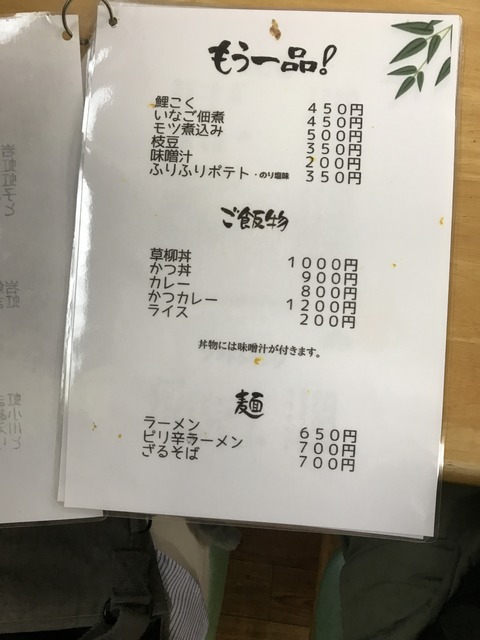 もう一品!
鯉こく ４５０円
いなご佃煮 ４５０円
モツ煮込み ５００円
枝豆 ３５０円
味噌汁 ２００円
ふりふりポテト・のり塩味 ３５０円
ご飯物
草柳丼 １０００円
かつ丼 ９００円
カレー ８００円
かつカレー １２００円
ライス ２００円
丼物には味噌汁が付きます。
麺
ラーメン ６５０円
ピリ辛ラーメン ７００円
ざるそば ７００円